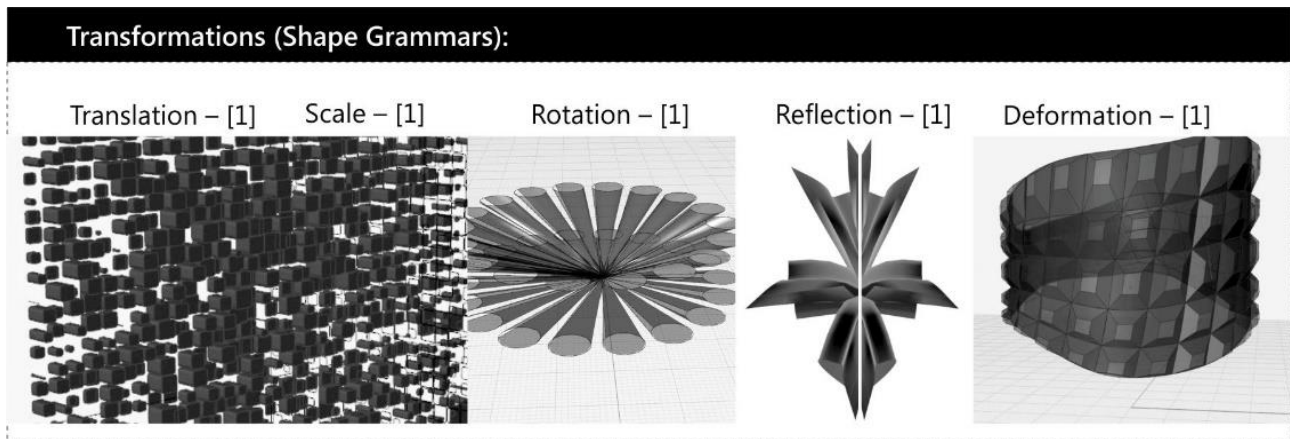 Transformations (Shape Grammars):
Translation – [1] Scale – [1] Rotation – [1] Reflection – [1] Deformation – [1]